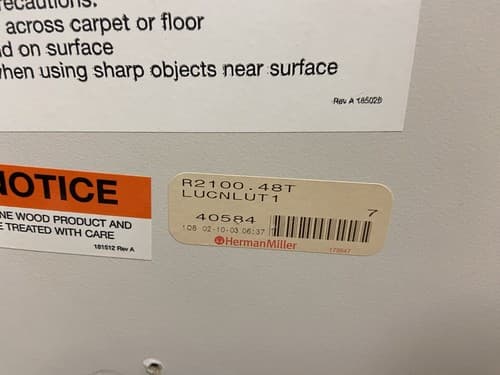 recautions:
across carpet or floor
d on surface
hen using sharp objects near surface
Rev A 185028
NOTICE
NE WOOD PRODUCT AND
E TREATED WITH CARE
181512 Rev A
R2100.48T
LUCNLUT1
7
40584
108 02-10-03 06:37
HermanMiller